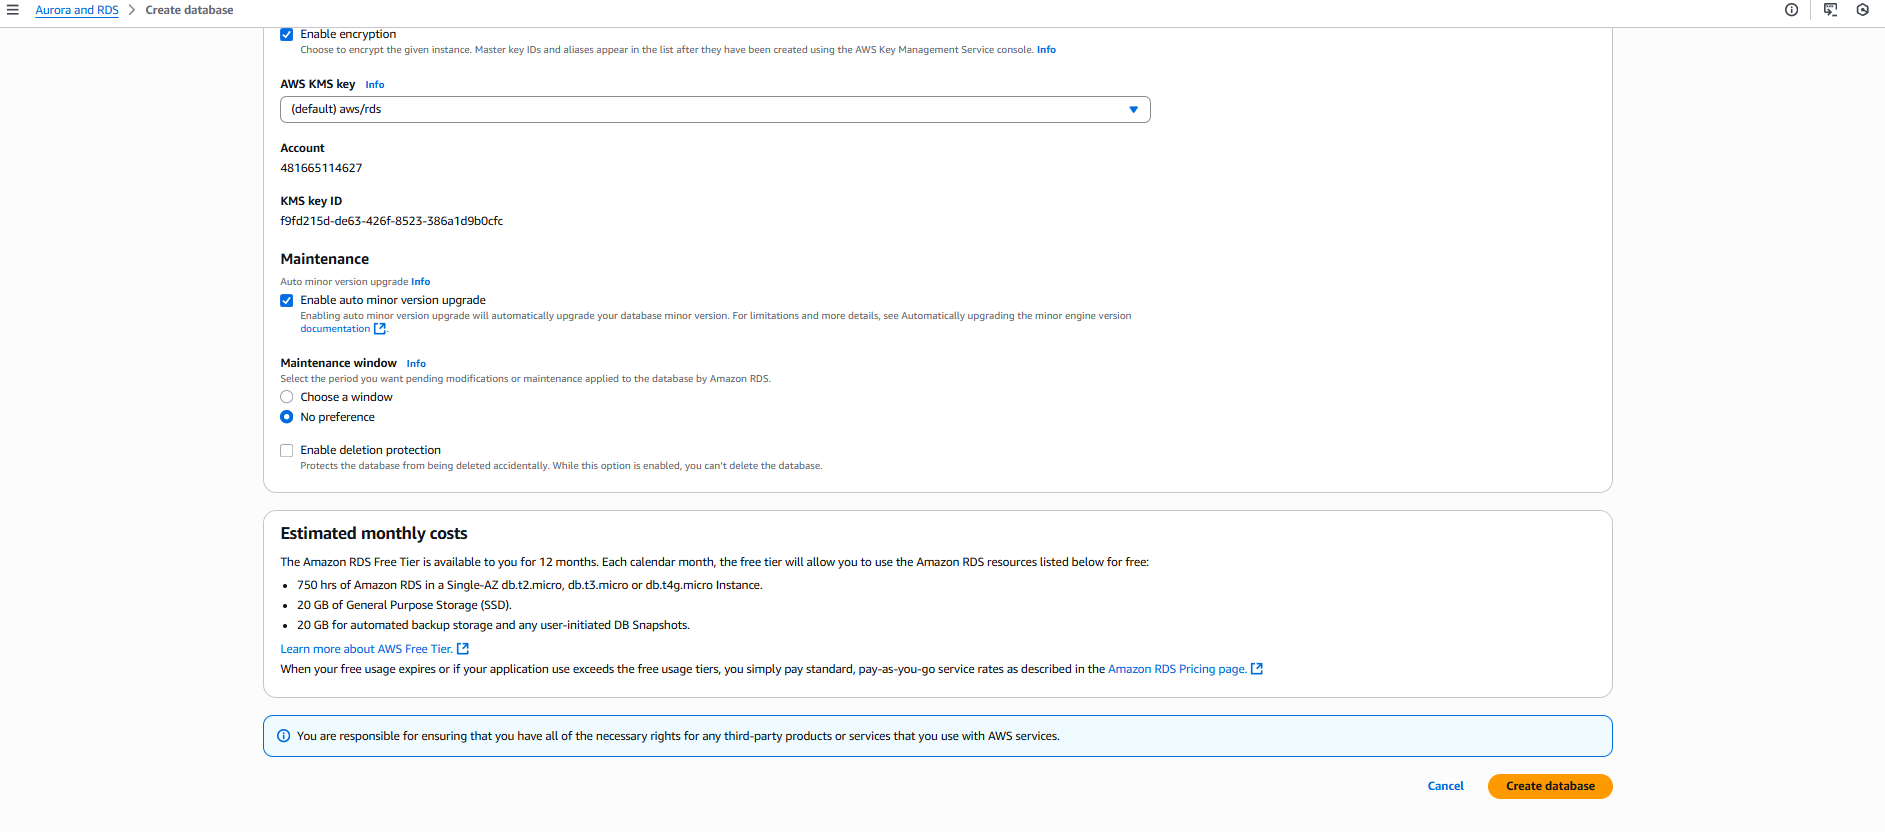 Aurora and RDS > Create database
Enable encryption
Choose to encrypt the given instance. Master key IDs and aliases appear in the list after they have been created using the AWS Key Management Service console. Info
AWS KMS key Info
(default) aws/rds
Account
481665114627
KMS key ID
f9fd215d-de63-426f-8523-386a1d9b0cfc
Maintenance
Auto minor version upgrade Info
Enable auto minor version upgrade
Enabling auto minor version upgrade will automatically upgrade your database minor version. For limitations and more details, see Automatically upgrading the minor engine version
documentation.
Maintenance window Info
Select the period you want pending modifications or maintenance applied to the database by Amazon RDS.
Choose a window
No preference
Enable deletion protection
Protects the database from being deleted accidentally. While this option is enabled, you can't delete the database.
Estimated monthly costs
The Amazon RDS Free Tier is available to you for 12 months. Each calendar month, the free tier will allow you to use the Amazon RDS resources listed below for free:
• 750 hrs of Amazon RDS in a Single-AZ db.t2.micro, db.t3.micro or db.t4g.micro Instance.
• 20 GB of General Purpose Storage (SSD).
• 20 GB for automated backup storage and any user-initiated DB Snapshots.
Learn more about AWS Free Tier.
When your free usage expires or if your application use exceeds the free usage tiers, you simply pay standard, pay-as-you-go service rates as described in the Amazon RDS Pricing page.
You are responsible for ensuring that you have all of the necessary rights for any third-party products or services that you use with AWS services.
Cancel
Create database